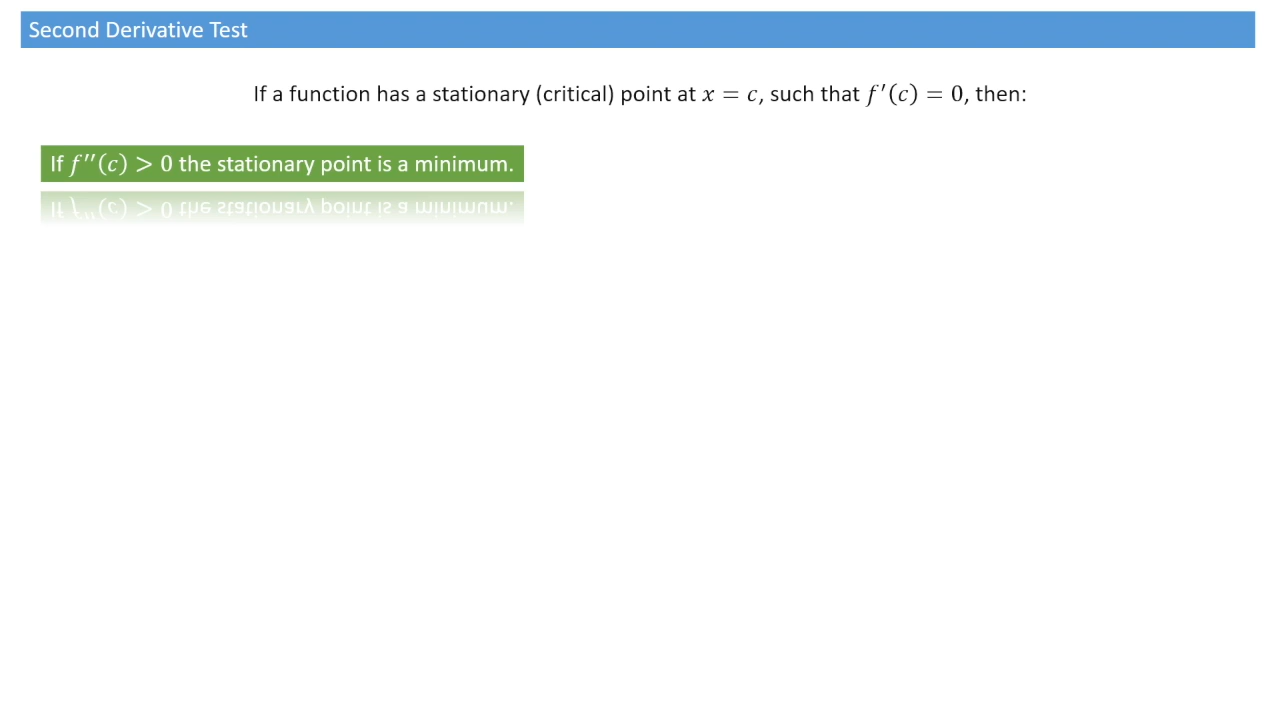 Second Derivative Test
If a function has a stationary (critical) point at x = c, such that f′(c) = 0, then:
If f′′(c) > 0 the stationary point is a minimum.